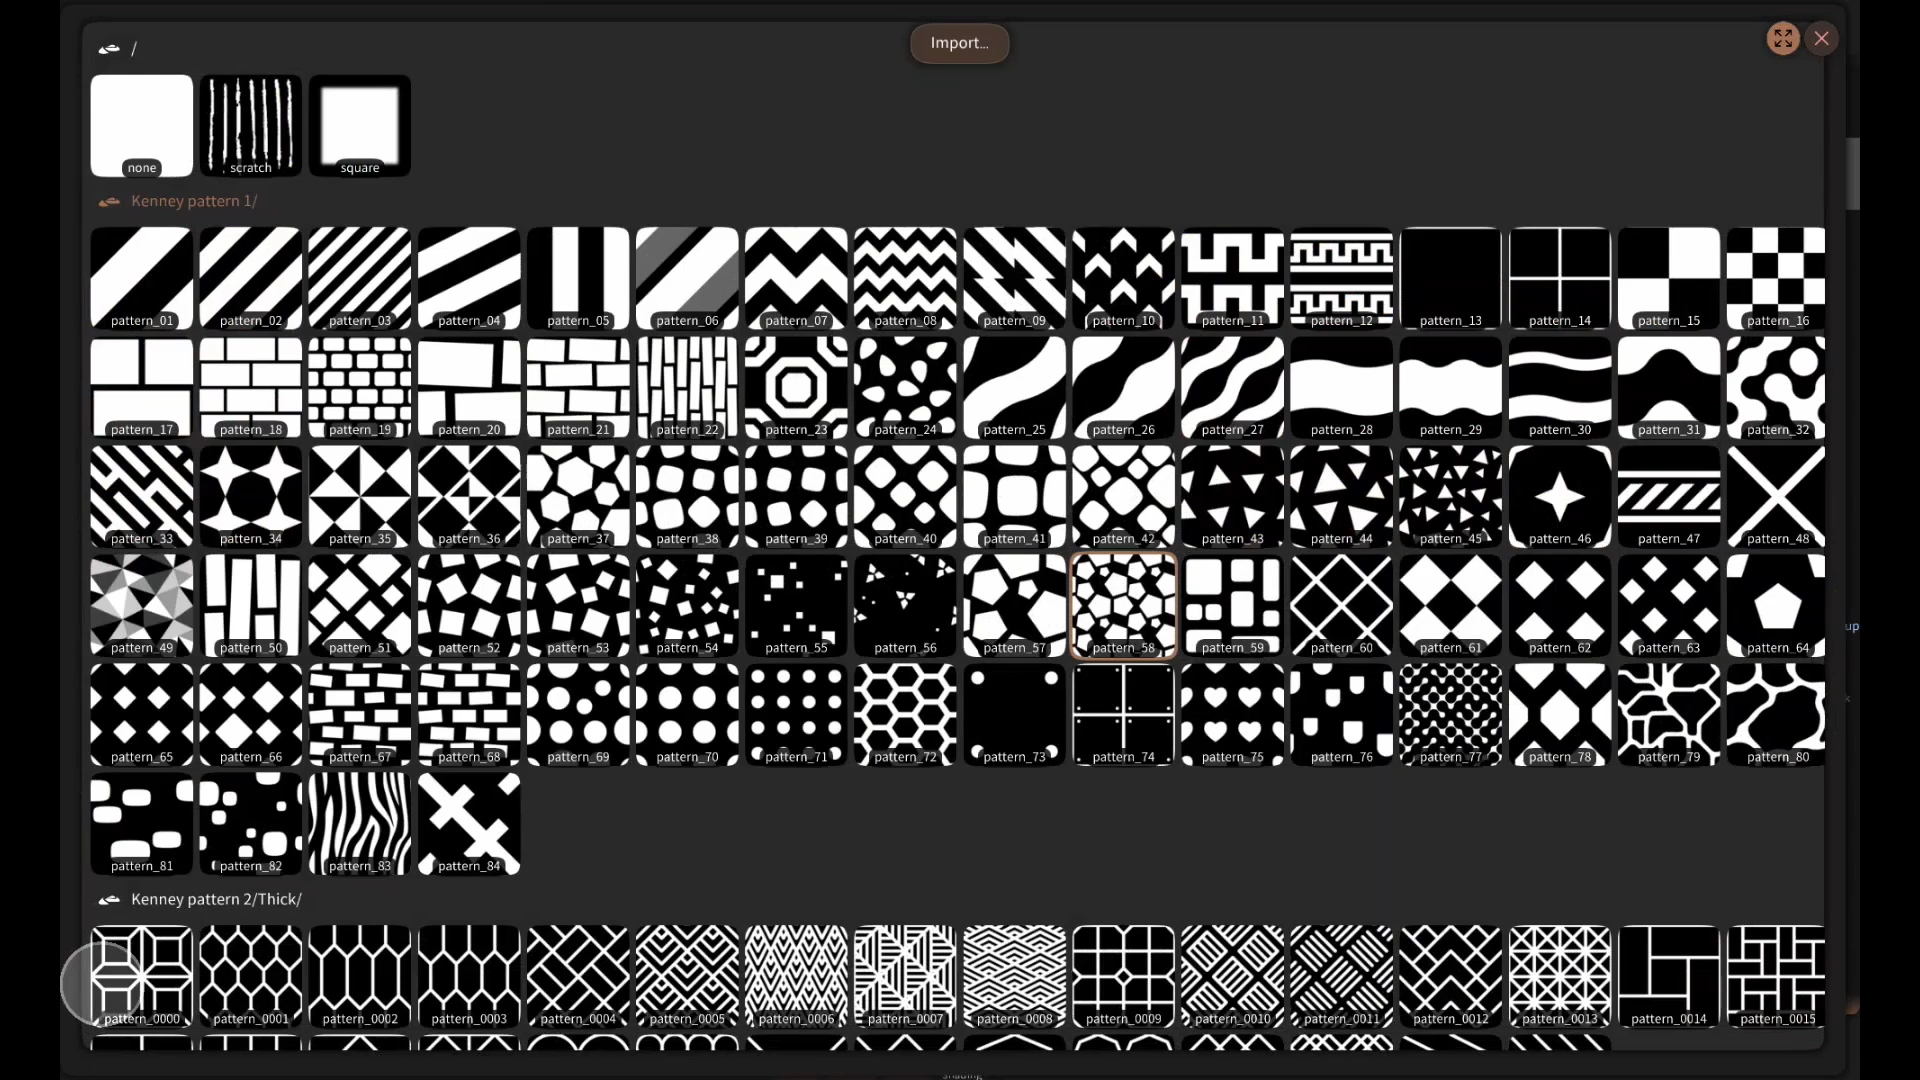 /
Import...
none
scratch
square
Kenney pattern 1/
pattern_01 pattern_02 pattern_03 pattern_04 pattern_05 pattern_06 pattern_07 pattern_08 pattern_09 pattern_10 pattern_11 pattern_12 pattern_13 pattern_14 pattern_15 pattern_16
pattern_17 pattern_18 pattern_19 pattern_20 pattern_21 pattern_22 pattern_23 pattern_24 pattern_25 pattern_26 pattern_27 pattern_28 pattern_29 pattern_30 pattern_31 pattern_32
pattern_33 pattern_34 pattern_35 pattern_36 pattern_37 pattern_38 pattern_39 pattern_40 pattern_41 pattern_42 pattern_43 pattern_44 pattern_45 pattern_46 pattern_47 pattern_48
pattern_49 pattern_50 pattern_51 pattern_52 pattern_53 pattern_54 pattern_55 pattern_56 pattern_57 pattern_58 pattern_59 pattern_60 pattern_61 pattern_62 pattern_63 pattern_64
up
pattern_65 pattern_66 pattern_67 pattern_68 pattern_69 pattern_70 pattern_71 pattern_72 pattern_73 pattern_74 pattern_75 pattern_76 pattern_77 pattern_78 pattern_79 pattern_80
pattern_81 pattern_82 pattern_83 pattern_84
Kenney pattern 2/Thick/
pattern_0000 pattern_0001 pattern_0002 pattern_0003 pattern_0004 pattern_0005 pattern_0006 pattern_0007 pattern_0008 pattern_0009 pattern_0010 pattern_0011 pattern_0012 pattern_0013 pattern_0014 pattern_0015